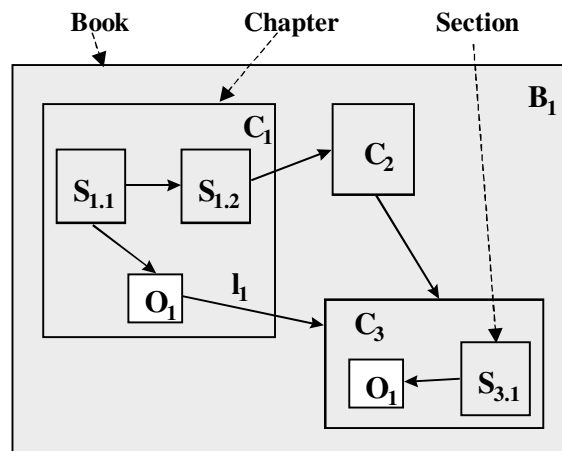 Book Chapter Section
B1
C1
C2
S1.1 S1.2
O1 l1
C3
O1 S3.1